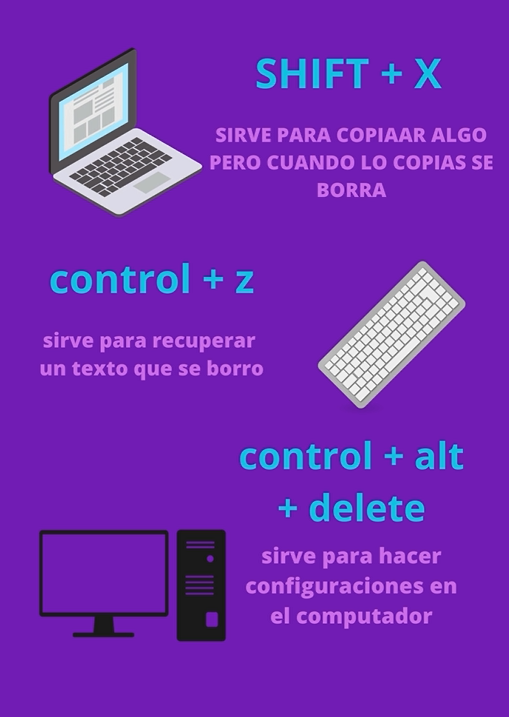 SHIFT + X
SIRVE PARA COPIAAR ALGO
PERO CUANDO LO COPIAS SE
BORRA
control + z
sirve para recuperar
un texto que se borro
control + alt
+ delete
sirve para hacer
configuraciones en
el computador